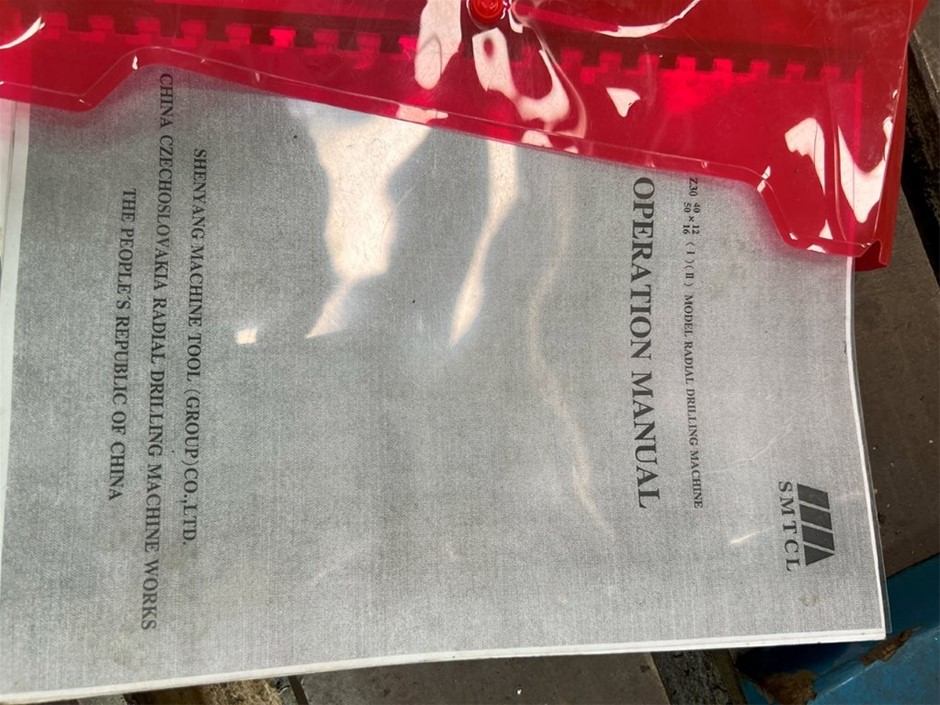 SMTCL
Z30 40/50 × 12/16 (I)(II) MODEL RADIAL DRILLING MACHINE
OPERATION MANUAL
SHENYANG MACHINE TOOL (GROUP)CO.,LTD.
CHINA CZECHOSLOVAKIA RADIAL DRILLING MACHINE WORKS
THE PEOPLE'S REPUBLIC OF CHINA